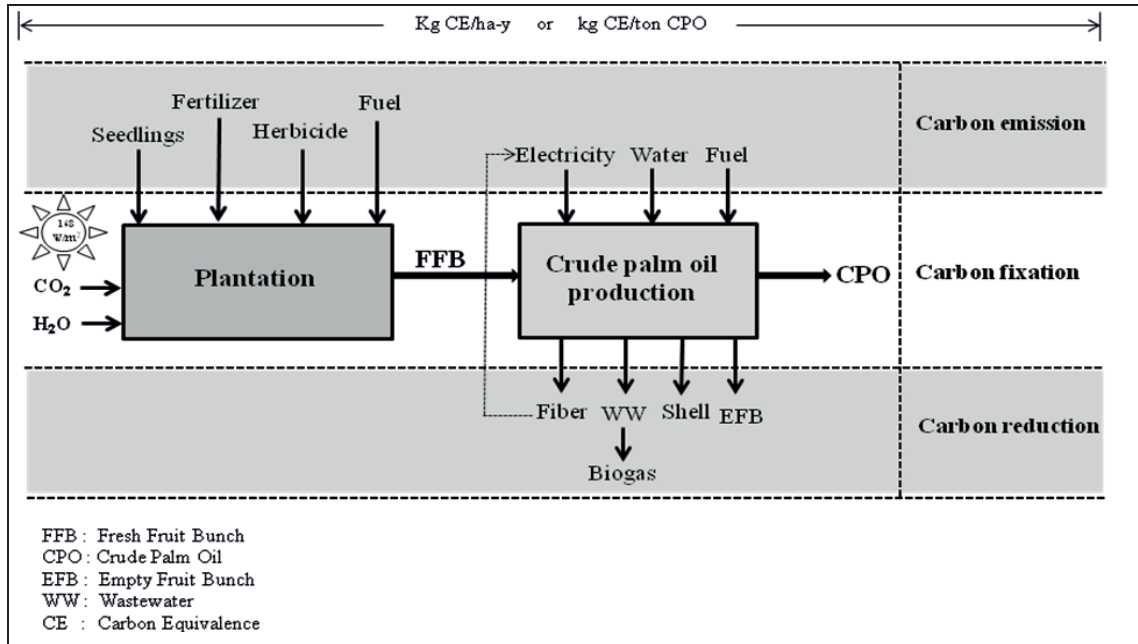 Kg CE/ha-y or kg CE/ton CPO
Fertilizer
Fuel
Seedlings
Herbicide
Electricity Water Fuel
Carbon emission
W/m²
CO₂
H₂O
Plantation
FFB
Crude palm oil
production
CPO
Carbon fixation
Fiber WW Shell EFB
Biogas
Carbon reduction
FFB : Fresh Fruit Bunch
CPO : Crude Palm Oil
EFB : Empty Fruit Bunch
WW : Wastewater
CE : Carbon Equivalence